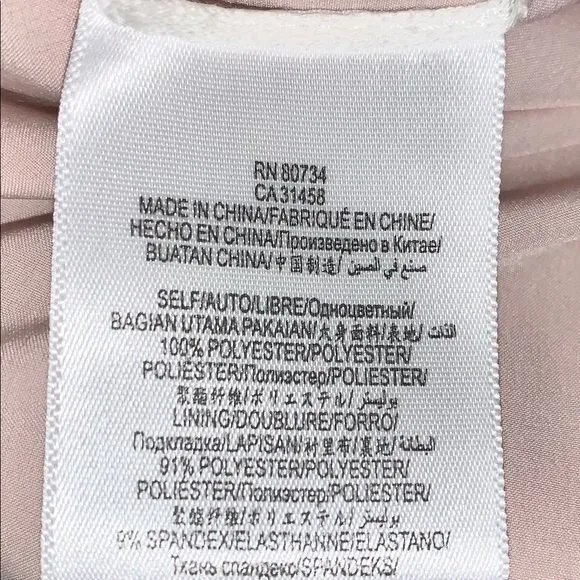 RN 80734
CA 31458
MADE IN CHINA/FABRIQUÉ EN CHINE/
HECHO EN CHINA/Произведено в Китае/
BUATAN CHINA/中国制造/صنع في الصين
SELF/AUTO/LIBRE/Одноцветный/
BAGIAN UTAMA PAKAIAN/大身面料/表地/الذات
100% POLYESTER/POLYESTER/
POLIÉSTER/Полиэстер/POLIESTER/
聚酯纤维/ポリエステル/بوليستر/
LINING/DOUBLURE/FORRO/
Подкладка/LAPISAN/衬里布/裏地/البطانة/
91% POLYESTER/POLYESTER/
POLIÉSTER/Полиэстер/POLIESTER/
聚酯纤维/ポリエステル/بوليستر/
9% SPANDEX/ELASTHANNE/ELASTANO/
Ткань спандекс/SPANDEKS/